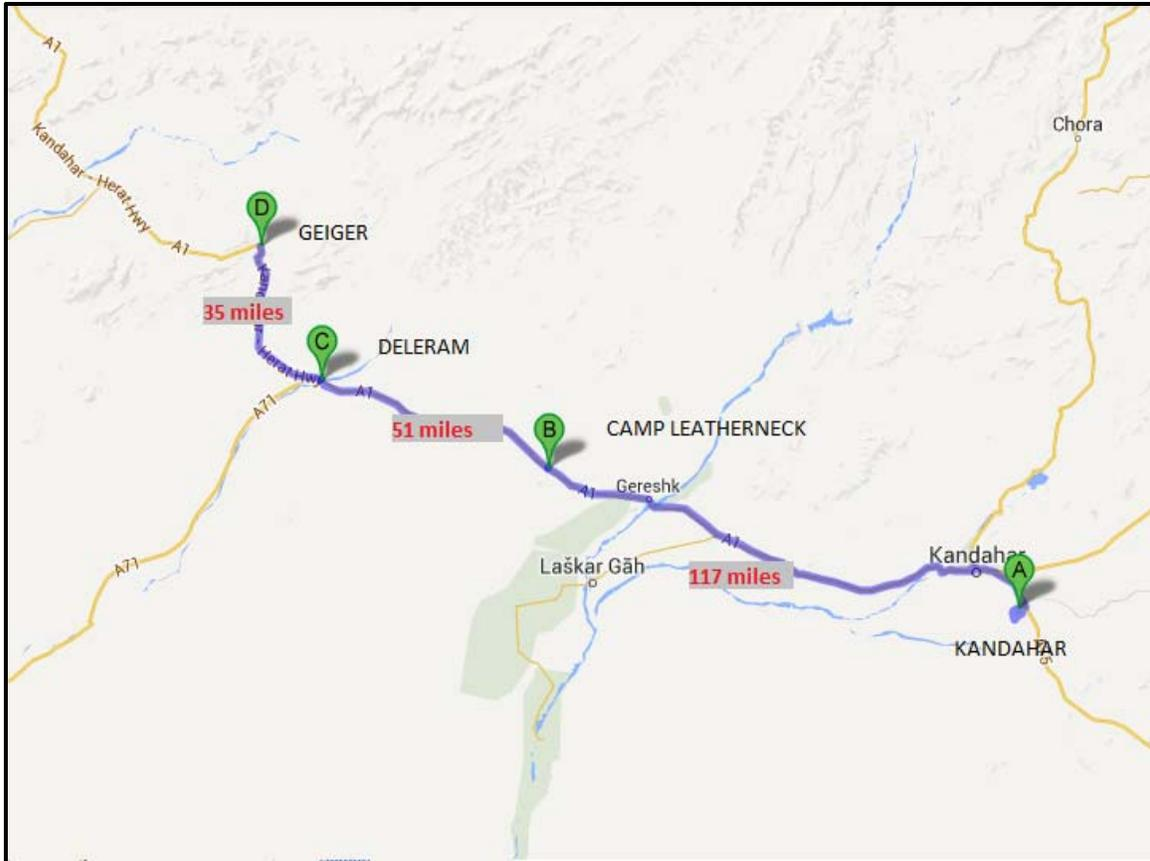 A1
Kandahar - Herat Hwy
A1
Chora
D
GEIGER
35 miles
C
DELERAM
Herat Hwy
A1
A71
51 miles
B
CAMP LEATHERNECK
A1
Gereshk
A1
A71
Laškar Gāh
117 miles
Kandahar
A
KANDAHAR